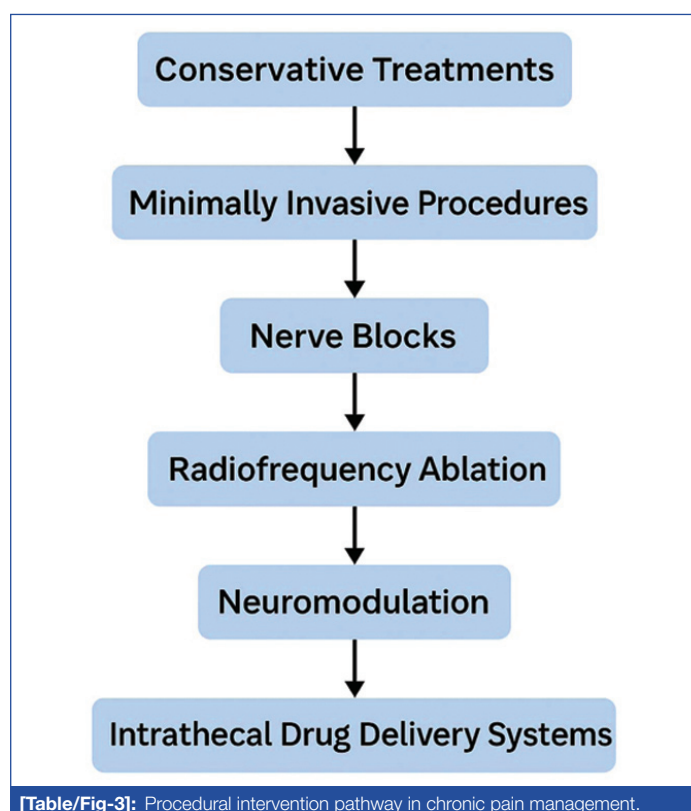 Conservative Treatments
Minimally Invasive Procedures
Nerve Blocks
Radiofrequency Ablation
Neuromodulation
Intrathecal Drug Delivery Systems
[Table/Fig-3]: Procedural intervention pathway in chronic pain management.